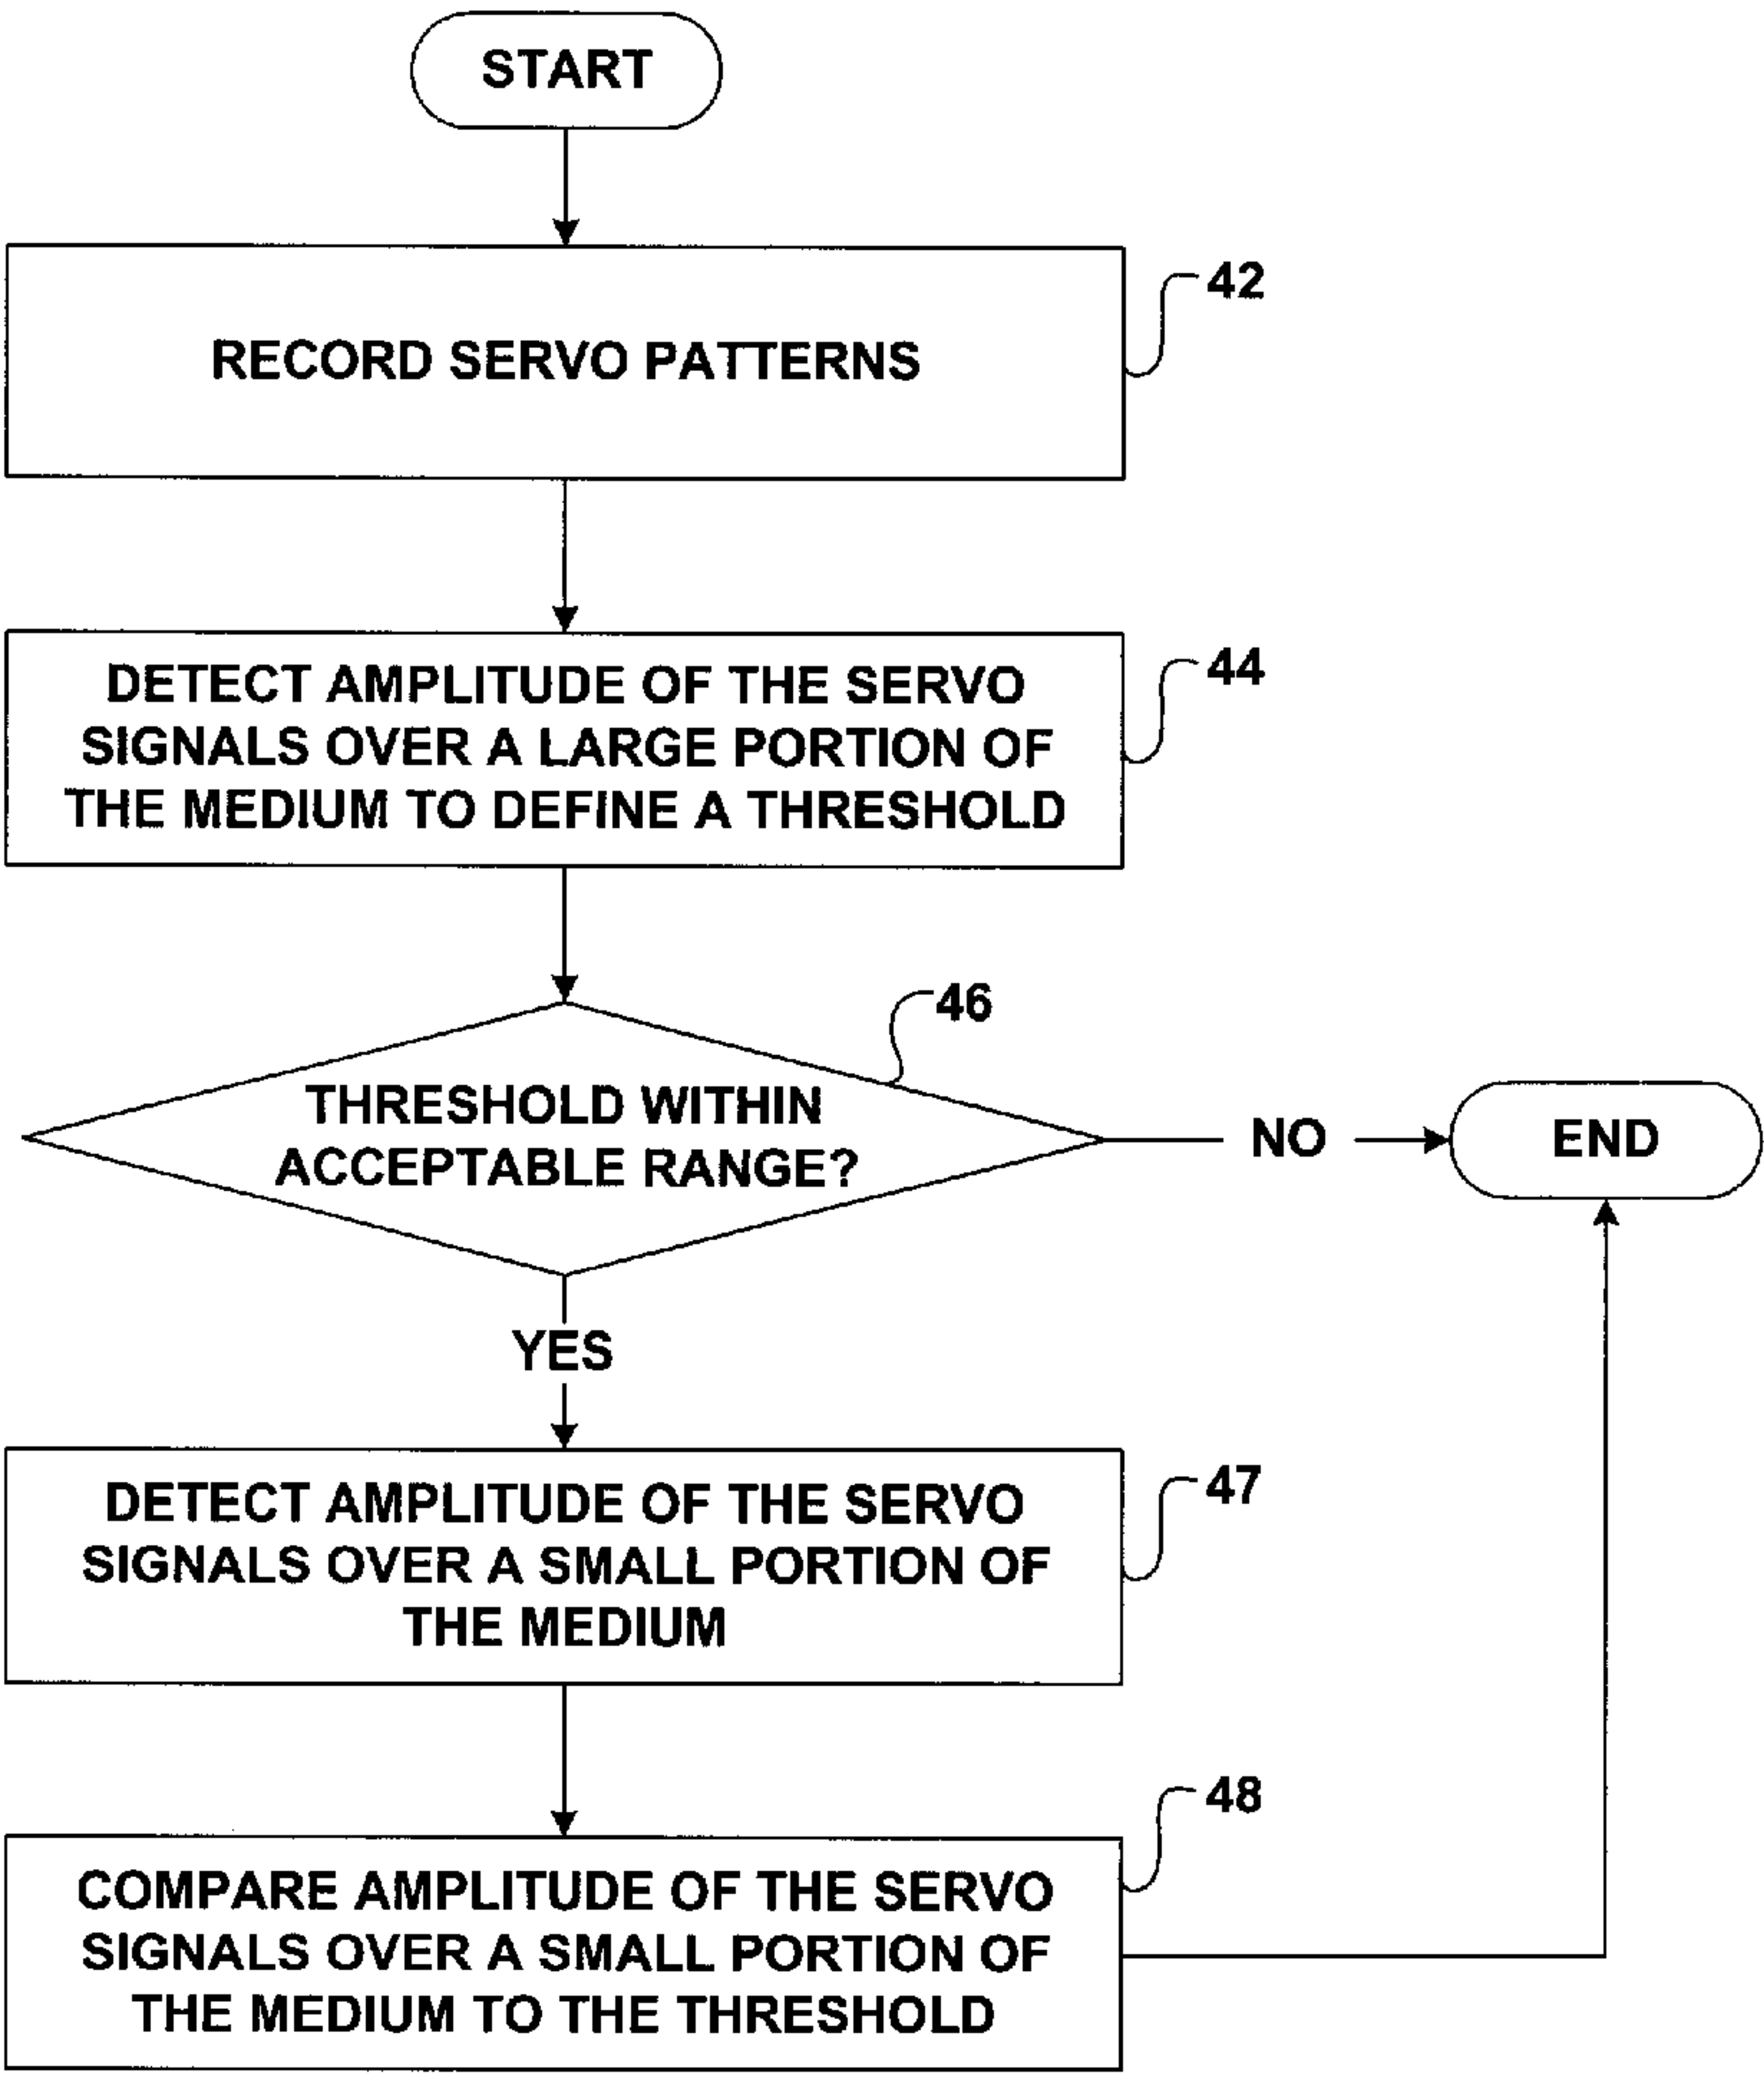 START
42
RECORD SERVO PATTERNS
44
DETECT AMPLITUDE OF THE SERVO
SIGNALS OVER A LARGE PORTION OF
THE MEDIUM TO DEFINE A THRESHOLD
46
THRESHOLD WITHIN
ACCEPTABLE RANGE?
NO
END
YES
47
DETECT AMPLITUDE OF THE SERVO
SIGNALS OVER A SMALL PORTION OF
THE MEDIUM
48
COMPARE AMPLITUDE OF THE SERVO
SIGNALS OVER A SMALL PORTION OF
THE MEDIUM TO THE THRESHOLD